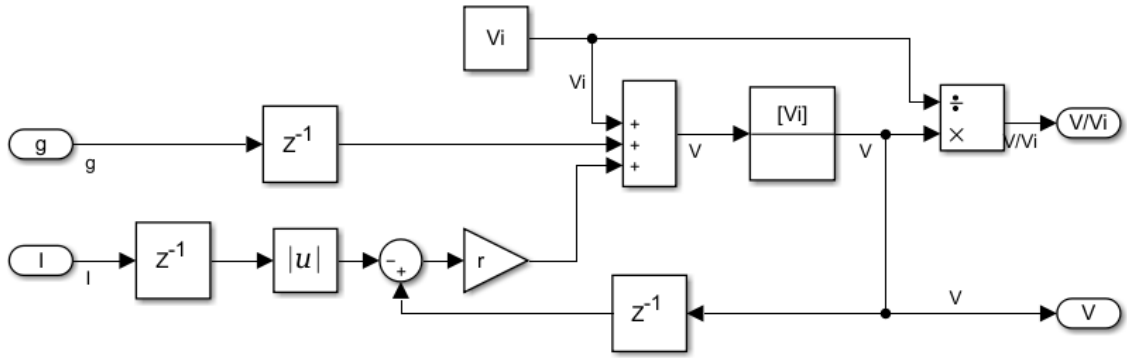 Vi
Vi
[Vi]
÷
×
V/Vi
V/Vi
g
g
z-1
+
+
+
V
V
I
I
z-1
|u|
−
+
r
z-1
V
V